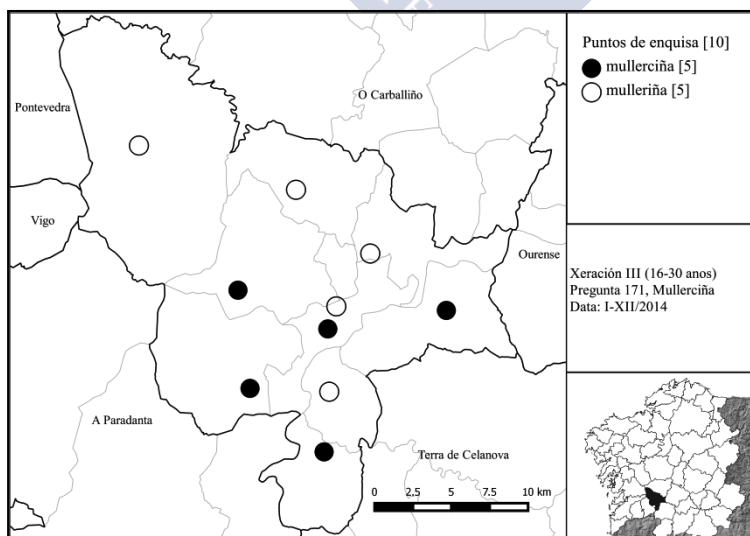 Puntos de enquisa [10]
mullerciña [5]
mulleriña [5]
O Carballiño
Pontevedra
Vigo
Ourense
Xeración III (16-30 anos)
Pregunta 171, Mullerciña
Data: I-XII/2014
A Paradanta
Terra de Celanova
0 2,5 5 7,5 10 km